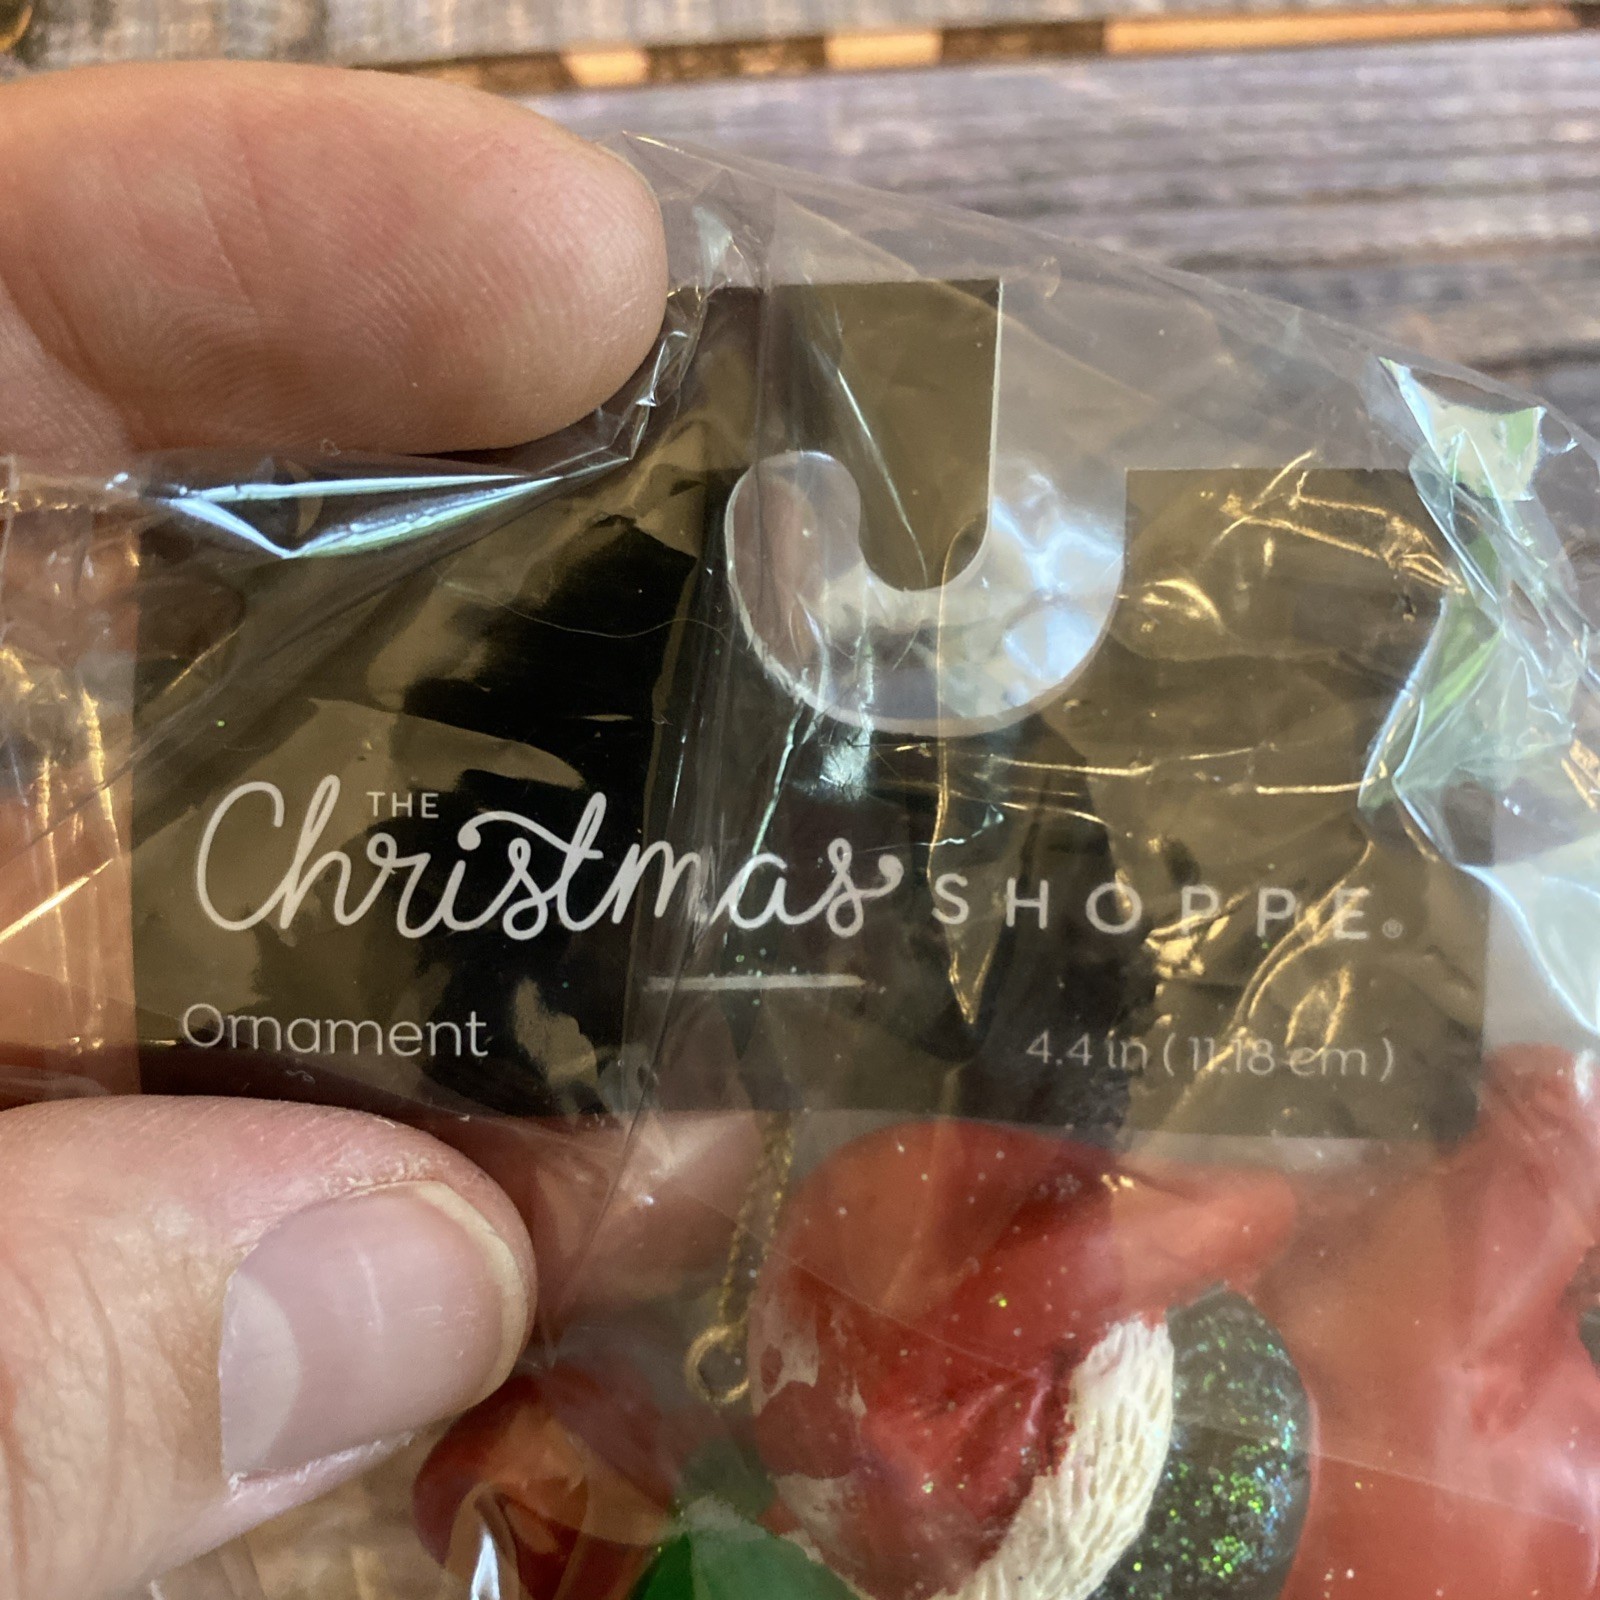 THE
Christmas SHOPPE®
Ornament
4.4 in ( 11.18 cm )